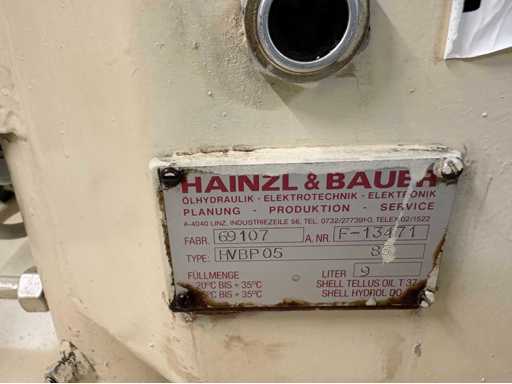 HAINZL & BAUER
ÖLHYDRAULIK - ELEKTROTECHNIK - ELEKTRONIK
PLANUNG - PRODUKTION - SERVICE
A-4040 LINZ, INDUSTRIEZEILE 56, TEL. 0732/277391-0, TELEX 02/1522
FABR. 69107 A. NR F-13471
TYPE: HVBP05
FÜLLMENGE LITER 9
20°C BIS + 35°C SHELL TELLUS OIL T 37
°C BIS + 35°C SHELL HYDROL DO